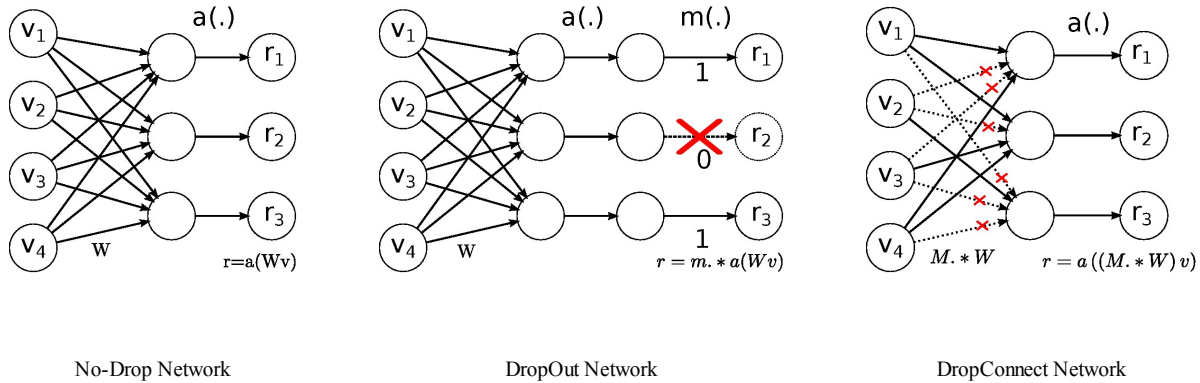 a(.)
v1
v2
v3
v4
r1
r2
r3
W
r=a(Wv)
No-Drop Network
a(.) m(.)
v1
v2
v3
v4
1
0
1
r1
r2
r3
W
r = m. * a(Wv)
DropOut Network
a(.)
v1
v2
v3
v4
r1
r2
r3
M. * W
r = a ((M. * W) v)
DropConnect Network